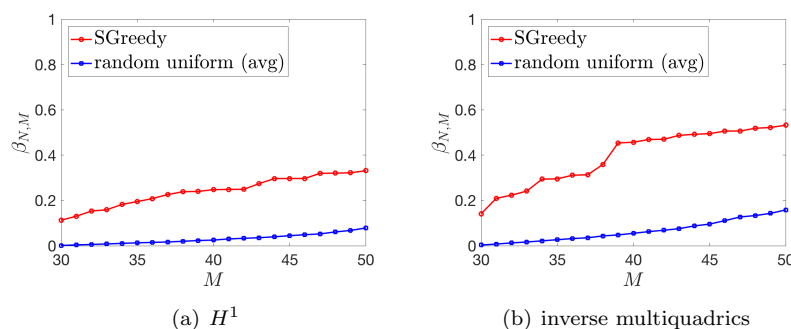 1
0.8
0.6
0.4
0.2
0
β_{N,M}
SGreedy
random uniform (avg)
30 35 40 45 50
M
(a) H^1
1
0.8
0.6
0.4
0.2
0
β_{N,M}
SGreedy
random uniform (avg)
30 35 40 45 50
M
(b) inverse multiquadrics